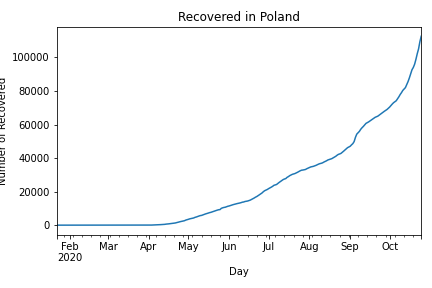 Recovered in Poland
Number of Recovered
100000
80000
60000
40000
20000
0
Feb Mar Apr May Jun Jul Aug Sep Oct
2020
Day